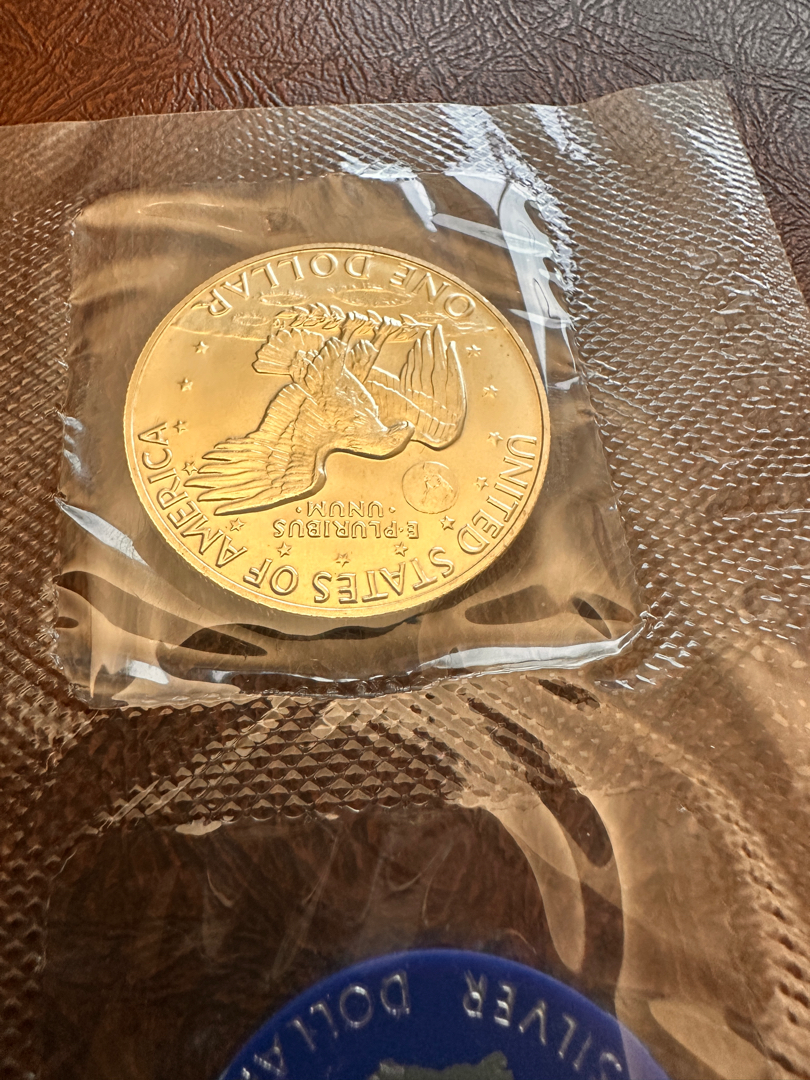 UNITED STATES OF AMERICA
E·PLURIBUS
·UNUM·
ONE DOLLAR
SILVER DOLLA